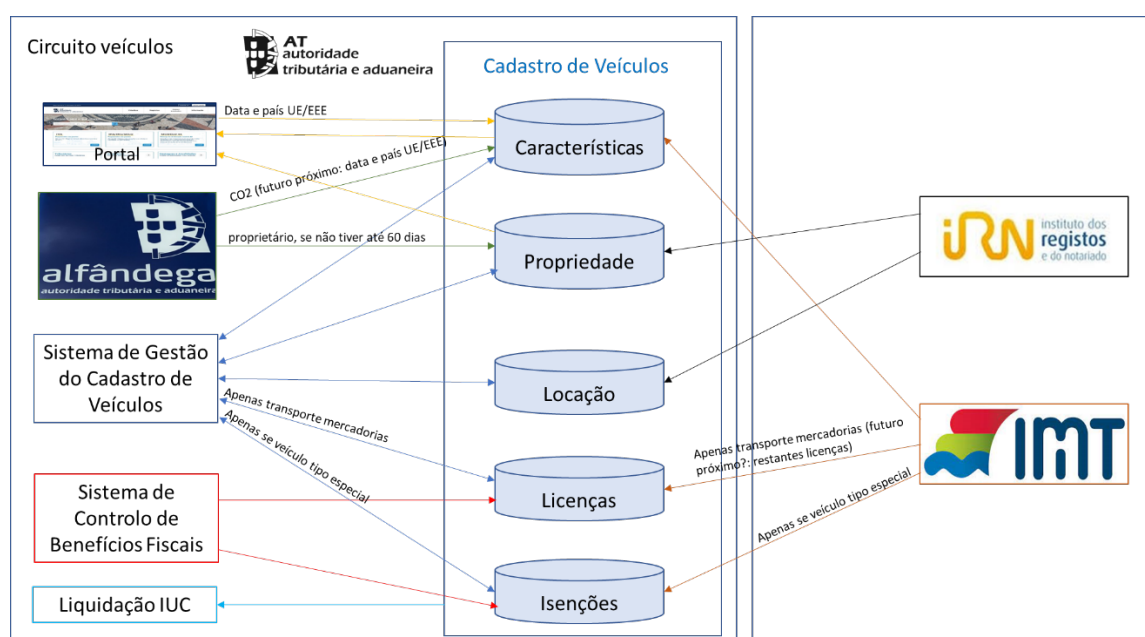 Circuito veículos
AT
autoridade
tributária e aduaneira
Cadastro de Veículos
Data e país UE/EEE
Portal
Características
CO2 (futuro próximo: data e país UE/EEE)
alfândega
autoridade tributária e aduaneira
proprietário, se não tiver até 60 dias
Propriedade
iRN
instituto dos
registos
e do notariado
Sistema de Gestão
do Cadastro de
Veículos
Locação
Apenas transporte mercadorias
Apenas se veículo tipo especial
Apenas transporte mercadorias (futuro
próximo?: restantes licenças)
IMT
Apenas se veículo tipo especial
Sistema de
Controlo de
Benefícios Fiscais
Licenças
Isenções
Liquidação IUC